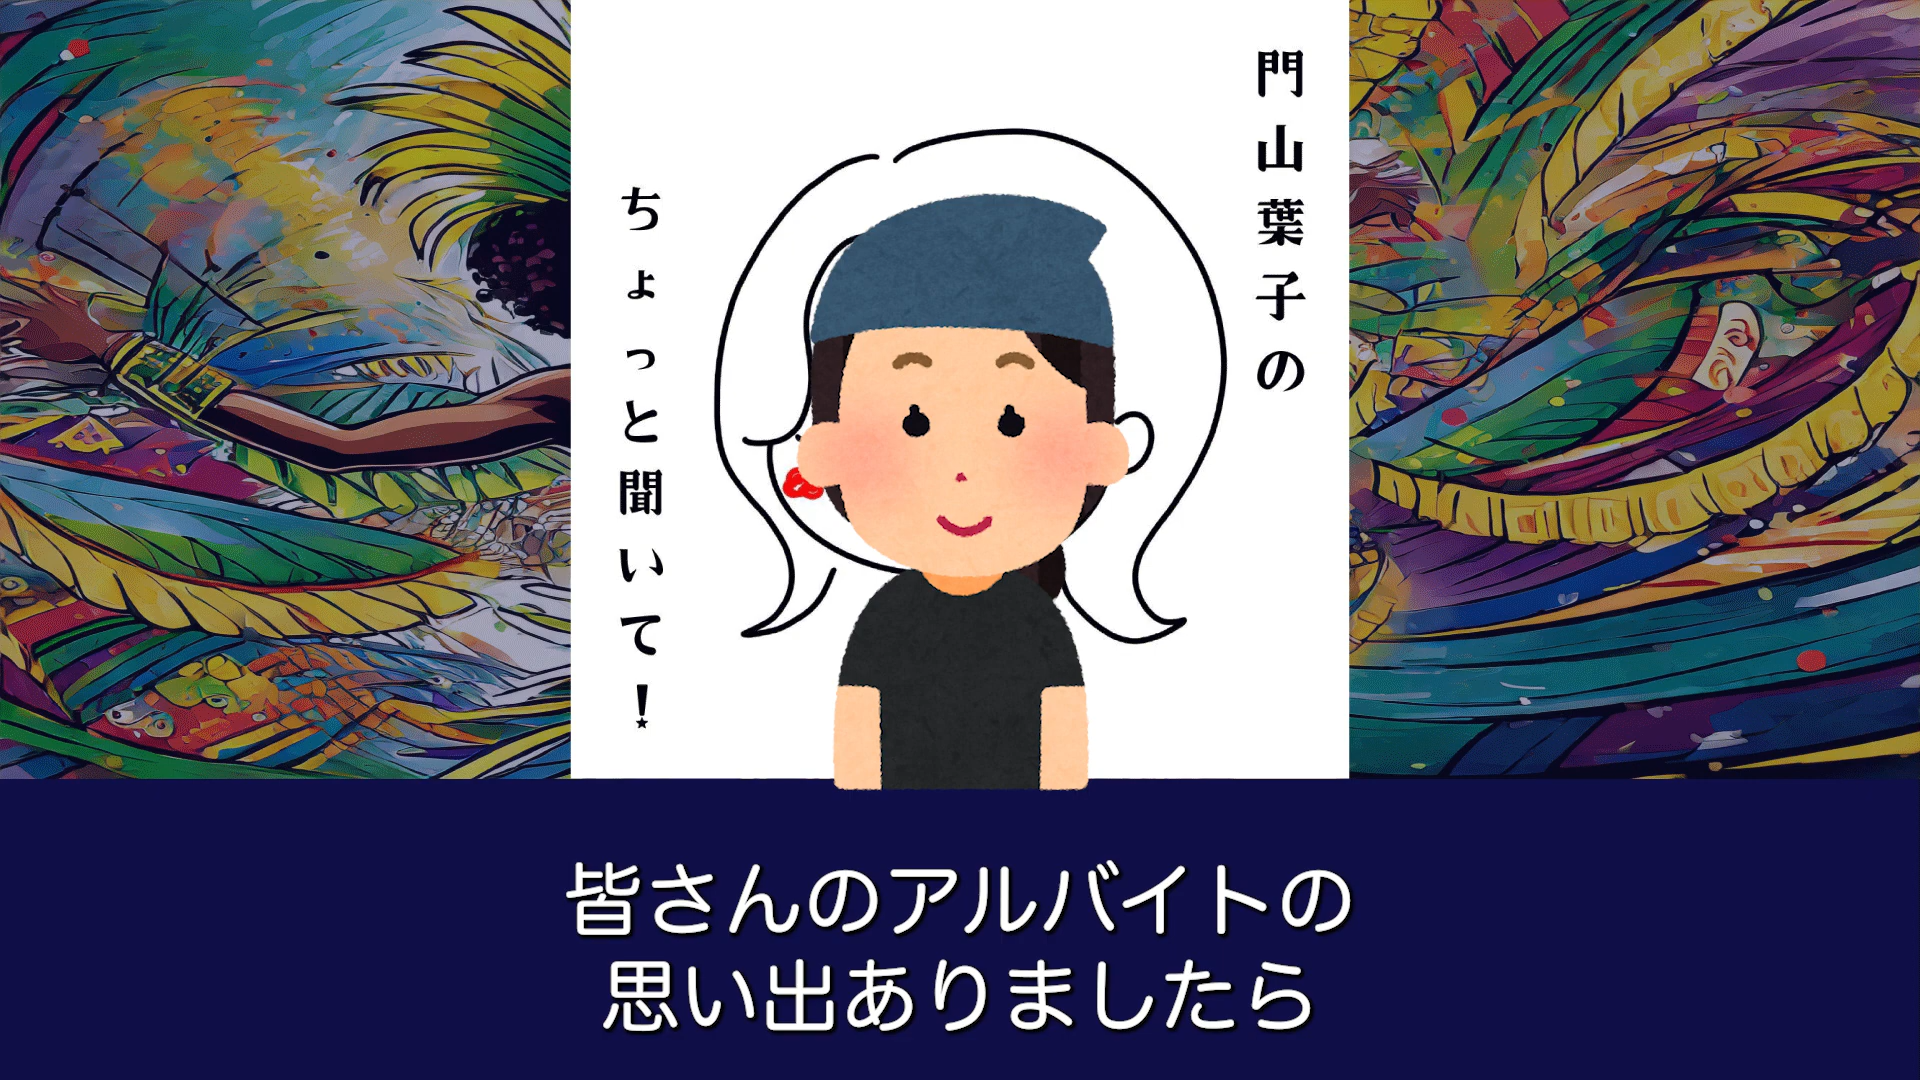 門山葉子の
ちょっと聞いて！
皆さんのアルバイトの
思い出ありましたら